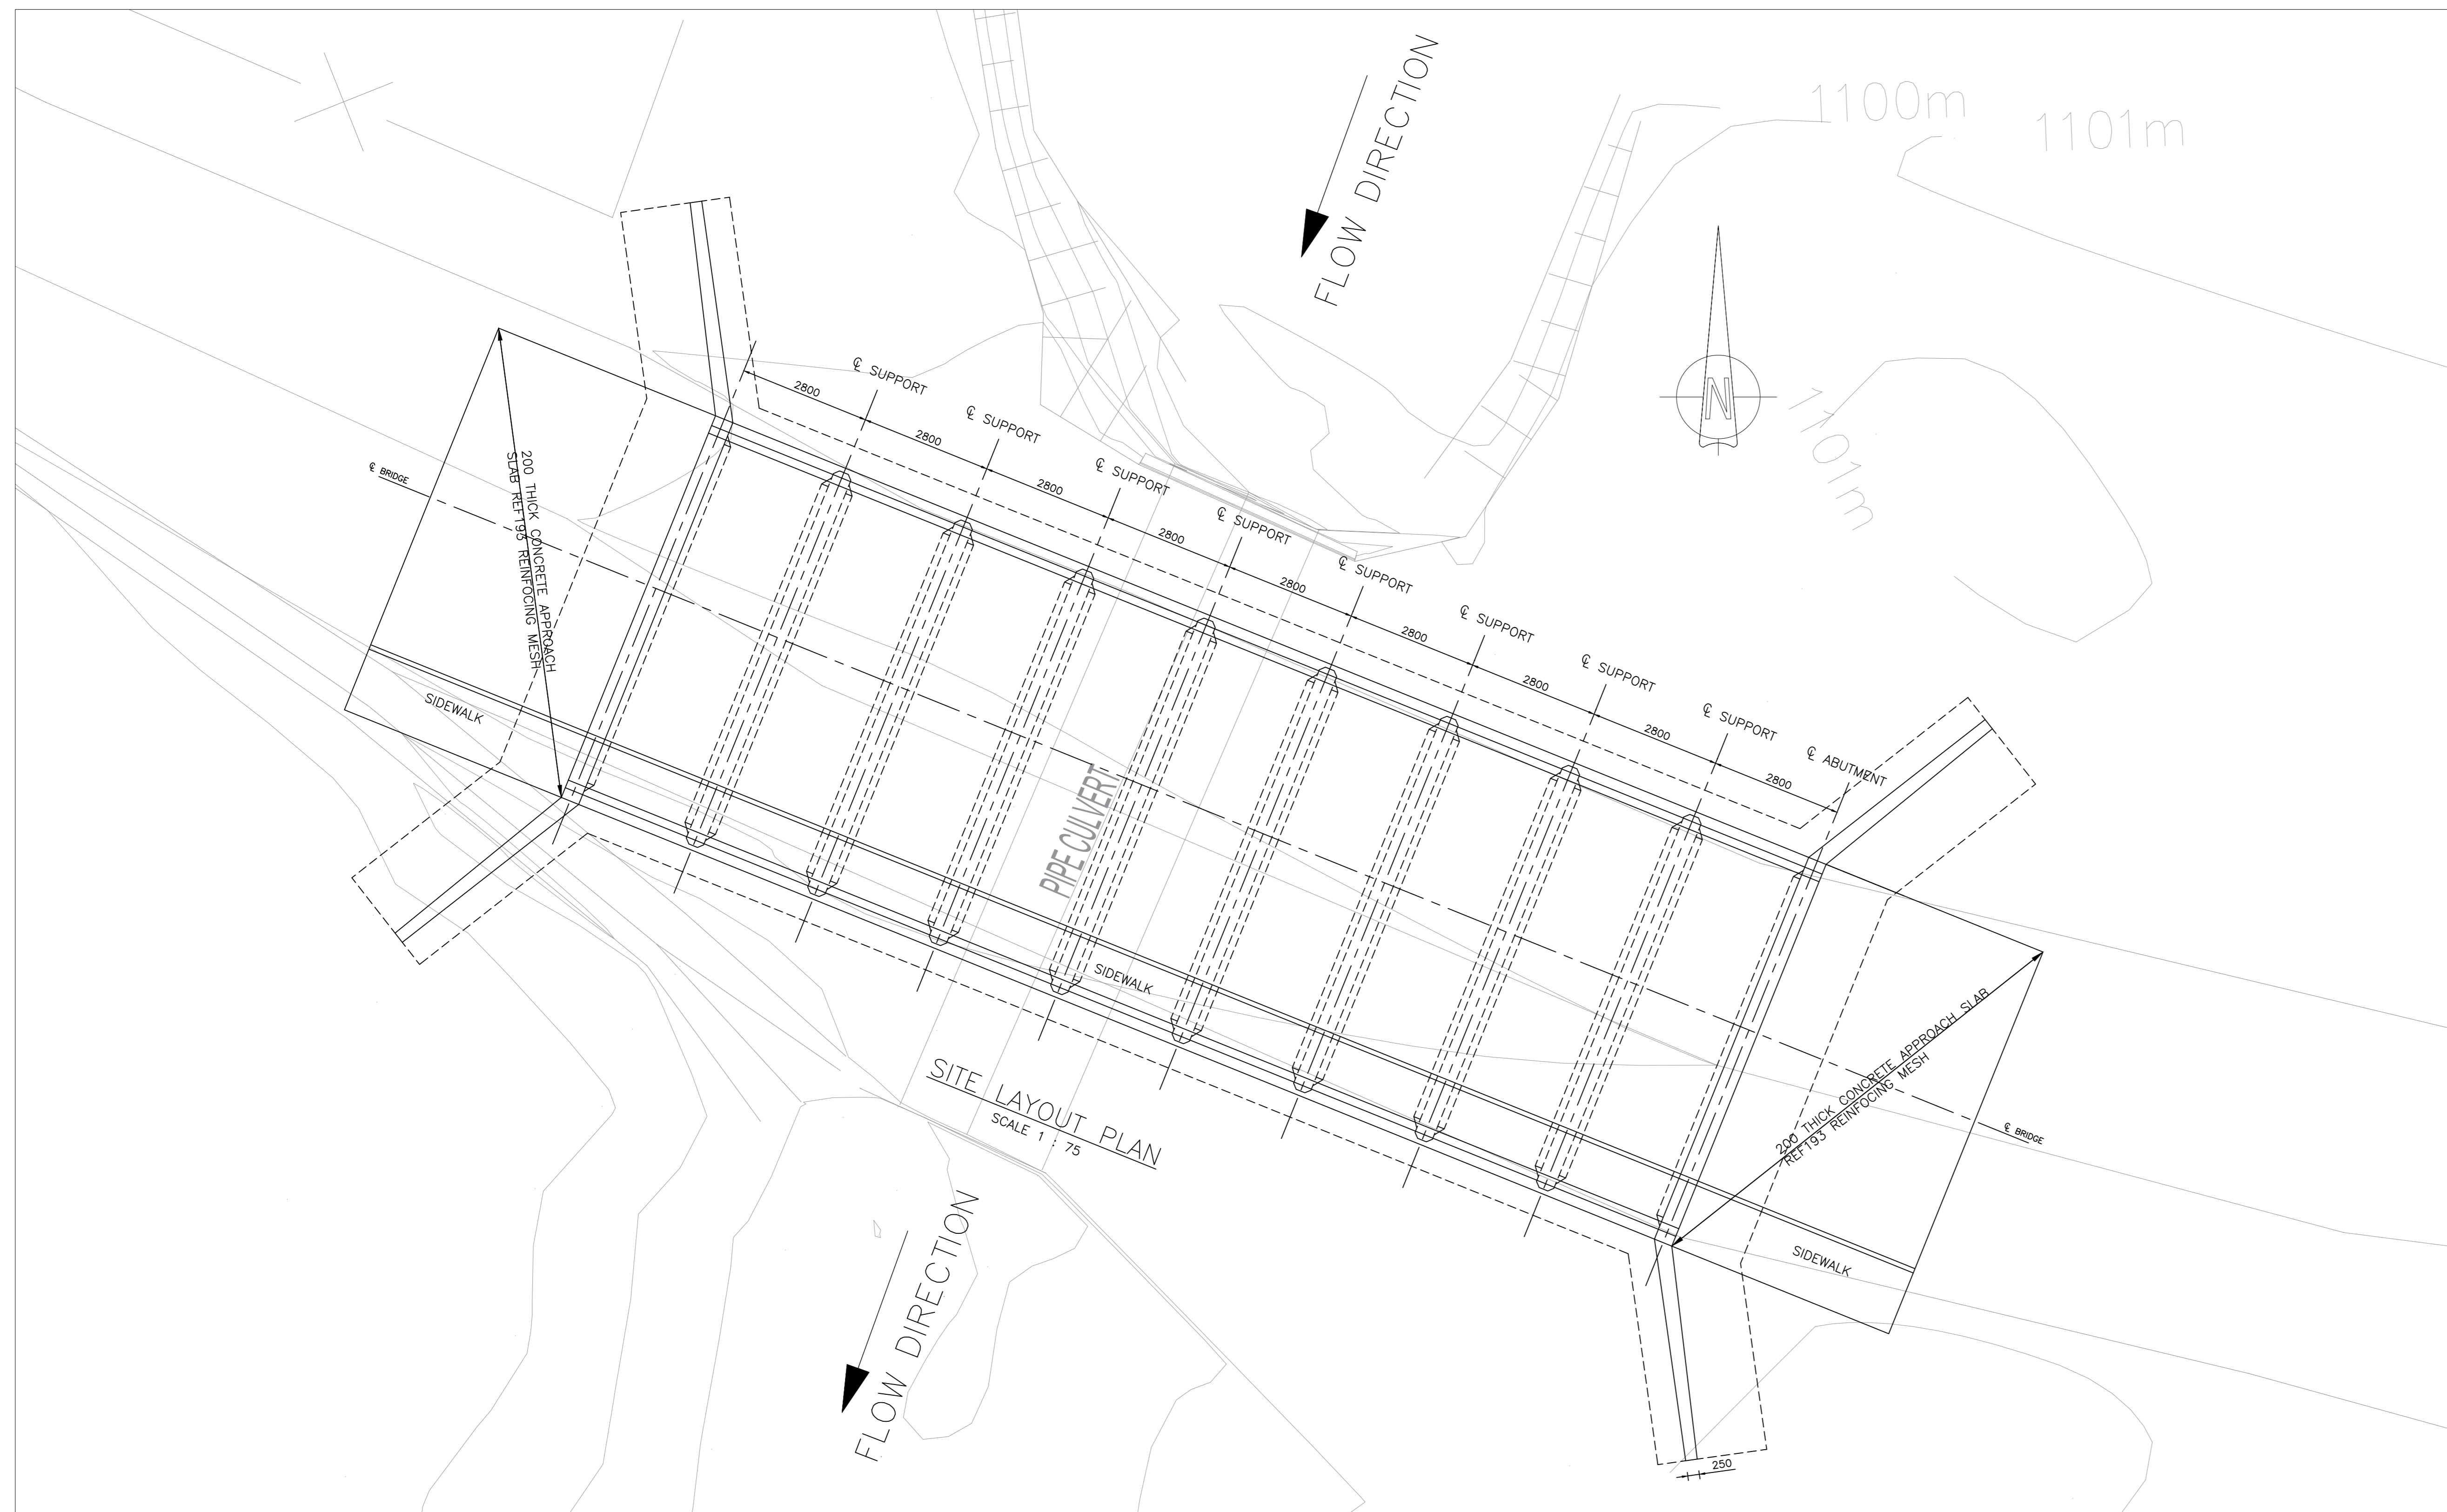 FLOW DIRECTION
1100m
1101m
N
1101m
2800
℄ SUPPORT
2800
℄ SUPPORT
2800
℄ SUPPORT
2800
℄ SUPPORT
2800
℄ SUPPORT
2800
℄ SUPPORT
2800
℄ SUPPORT
2800
℄ SUPPORT
2800
℄ ABUTMENT
℄ BRIDGE
200 THICK CONCRETE APPROACH
SLAB REF193 REINFOCING MESH
SIDEWALK
PIPE CULVERT
SIDEWALK
200 THICK CONCRETE APPROACH SLAB
REF193 REINFOCING MESH
℄ BRIDGE
SIDEWALK
SITE LAYOUT PLAN
SCALE 1 : 75
FLOW DIRECTION
250